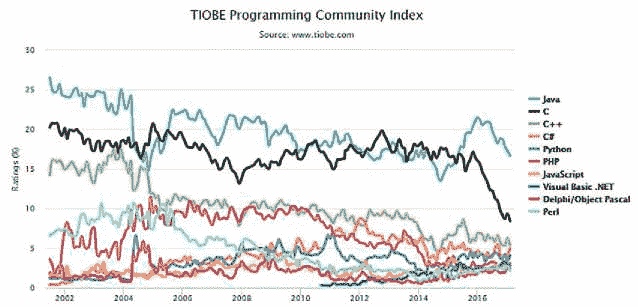 TIOBE Programming Community Index
Source: www.tiobe.com
Ratings (%)
30
25
20
15
10
5
0
2002
2004
2006
2008
2010
2012
2014
2016
Java
C
C++
C#
Python
PHP
JavaScript
Visual Basic .NET
Delphi/Object Pascal
Perl